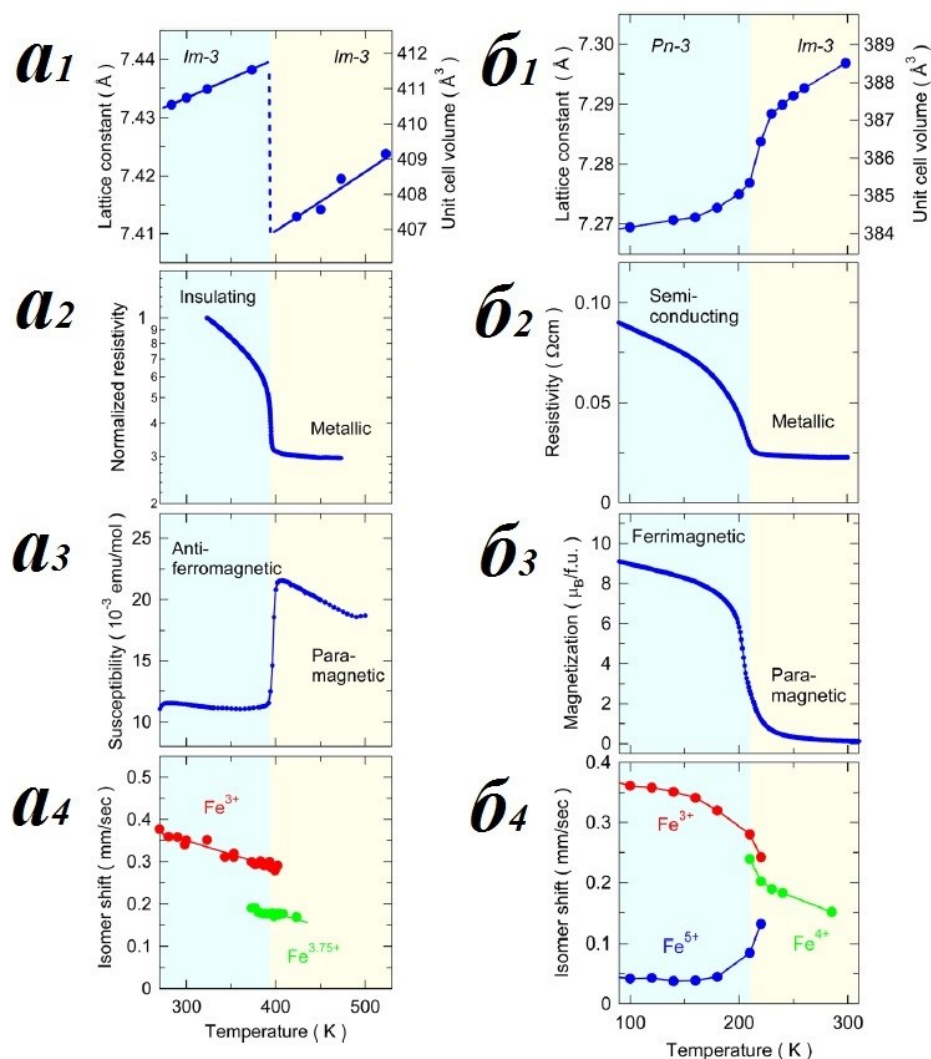 а1
Lattice constant ( Å )
7.44
7.43
7.42
7.41
Im-3
Im-3
412
411
410
409
408
407
Unit cell volume ( Å3 )
б1
Lattice constant ( Å )
7.30
7.29
7.28
7.27
Pn-3
Im-3
389
388
387
386
385
384
Unit cell volume ( Å3 )
а2
Normalized resistivity
1
9
8
7
6
5
4
3
2
Insulating
Metallic
б2
Resistivity ( Ωcm )
0.10
0.05
0
Semi-
conducting
Metallic
а3
Susceptibility ( 10-3 emu/mol )
25
20
15
10
Anti-
ferromagnetic
Para-
magnetic
б3
Magnetization ( μB/f.u. )
10
8
6
4
2
0
Ferrimagnetic
Para-
magnetic
а4
Isomer shift ( mm/sec )
0.5
0.4
0.3
0.2
0.1
0
Fe3+
Fe3.75+
300
400
500
Temperature ( K )
б4
Isomer shift ( mm/sec )
0.4
0.3
0.2
0.1
0
Fe3+
Fe5+
Fe4+
100
200
300
Temperature ( K )